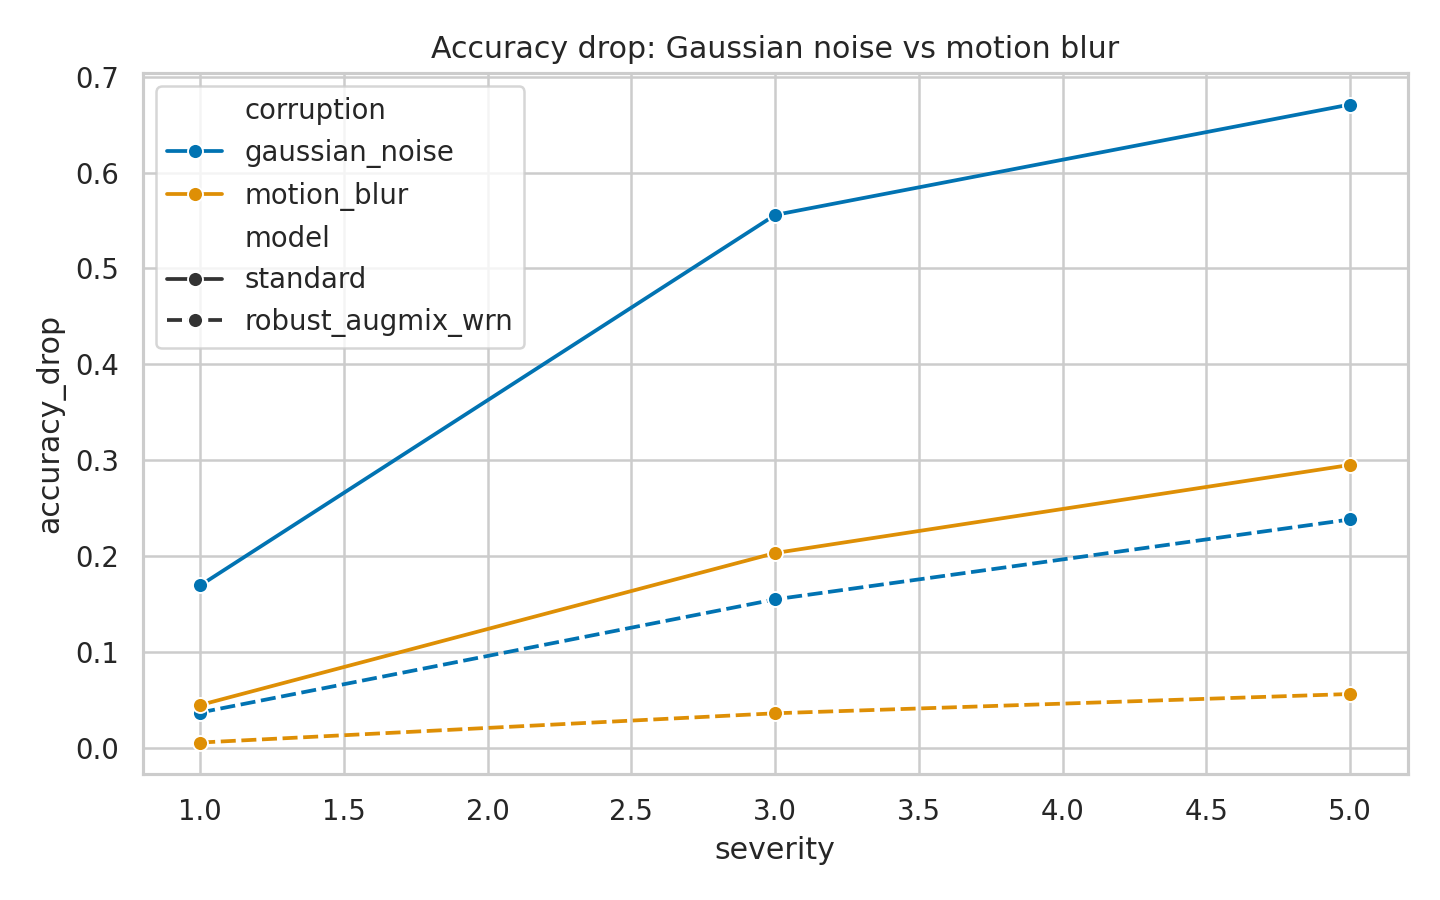 Accuracy drop: Gaussian noise vs motion blur
corruption
gaussian_noise
motion_blur
model
standard
robust_augmix_wrn
accuracy_drop
0.7
0.6
0.5
0.4
0.3
0.2
0.1
0.0
1.0 1.5 2.0 2.5 3.0 3.5 4.0 4.5 5.0
severity